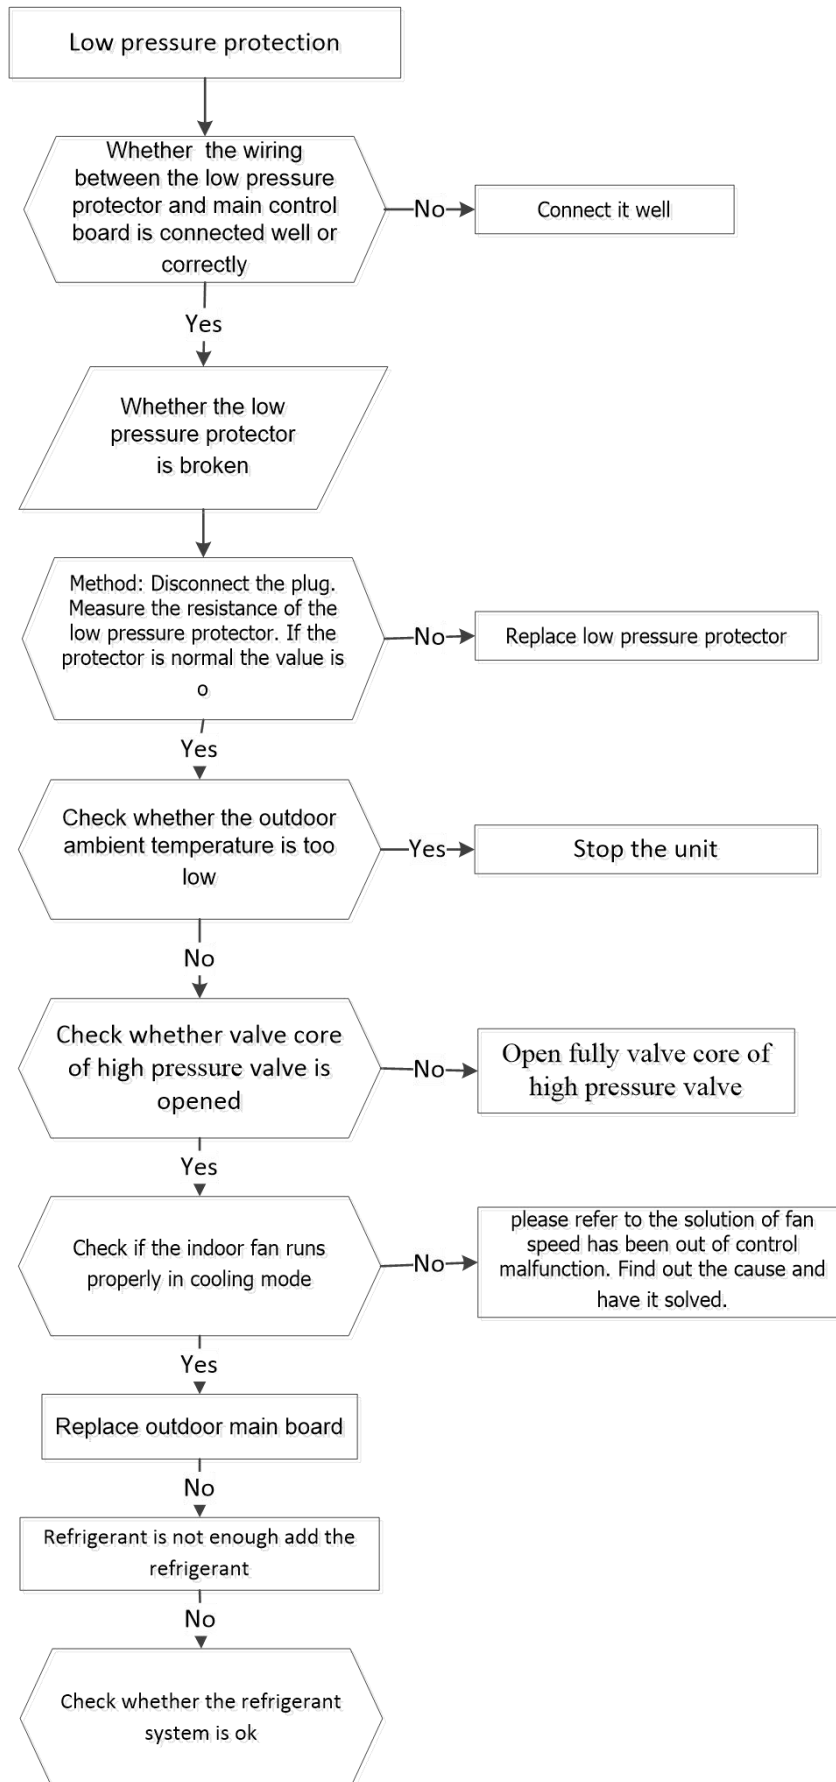 Low pressure protection
Whether the wiring
between the low pressure
protector and main control
board is connected well or
correctly
No
Connect it well
Yes
Whether the low
pressure protector
is broken
Method: Disconnect the plug.
Measure the resistance of the
low pressure protector. If the
protector is normal the value is
o
No
Replace low pressure protector
Yes
Check whether the outdoor
ambient temperature is too
low
Yes
Stop the unit
No
Check whether valve core
of high pressure valve is
opened
No
Open fully valve core of
high pressure valve
Yes
Check if the indoor fan runs
properly in cooling mode
No
please refer to the solution of fan
speed has been out of control
malfunction. Find out the cause and
have it solved.
Yes
Replace outdoor main board
No
Refrigerant is not enough add the
refrigerant
No
Check whether the refrigerant
system is ok